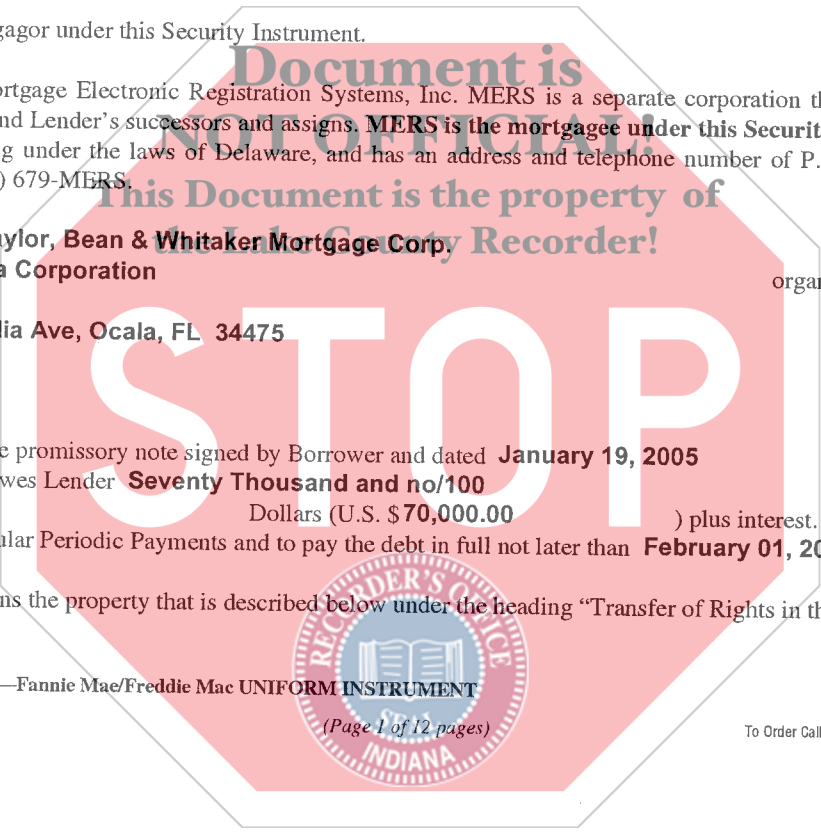 gagor under this Security Instrument.
Document is
ortgage Electronic Registration Systems, Inc. MERS is a separate corporation th
nd Lender's successors and assigns. MERS is the mortgagee under this Securit
NOT OFFICIAL!
g under the laws of Delaware, and has an address and telephone number of P.
) 679-MERS.
This Document is the property of
the Lake County Recorder!
aylor, Bean & Whitaker Mortgage Corp.
a Corporation
organ
lia Ave, Ocala, FL 34475
STOP
e promissory note signed by Borrower and dated January 19, 2005
wes Lender Seventy Thousand and no/100
Dollars (U.S. $ 70,000.00 ) plus interest.
ular Periodic Payments and to pay the debt in full not later than February 01, 20
ns the property that is described below under the heading “Transfer of Rights in th
RECORDER'S OFFICE
SEAL
INDIANA
—Fannie Mae/Freddie Mac UNIFORM INSTRUMENT
(Page 1 of 12 pages)
To Order Call